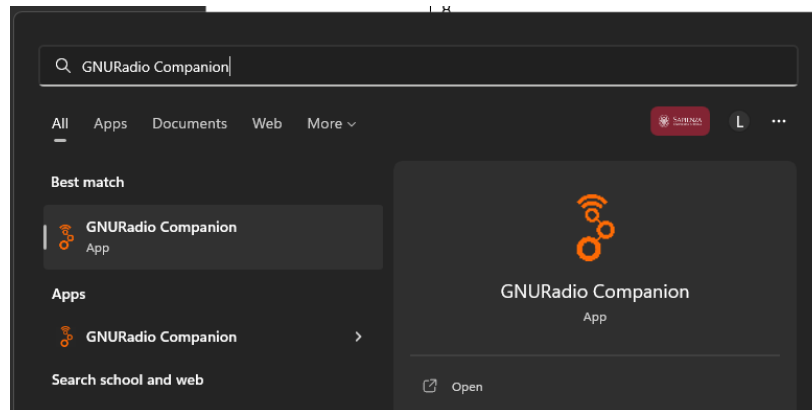 GNURadio Companion
All Apps Documents Web More
SAPIENZA
L
Best match
GNURadio Companion
App
Apps
GNURadio Companion
Search school and web
GNURadio Companion
App
Open